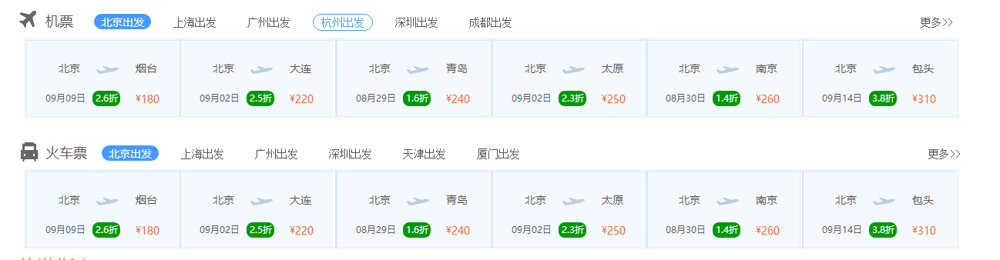 机票 北京出发 上海出发 广州出发 杭州出发 深圳出发 成都出发 更多>>
北京 烟台 北京 大连 北京 青岛 北京 太原 北京 南京 北京 包头
09月09日 2.6折 ¥180 09月02日 2.5折 ¥220 08月29日 1.6折 ¥240 09月02日 2.3折 ¥250 08月30日 1.4折 ¥260 09月14日 3.8折 ¥310
火车票 北京出发 上海出发 广州出发 深圳出发 天津出发 厦门出发 更多>>
北京 烟台 北京 大连 北京 青岛 北京 太原 北京 南京 北京 包头
09月09日 2.6折 ¥180 09月02日 2.5折 ¥220 08月29日 1.6折 ¥240 09月02日 2.3折 ¥250 08月30日 1.4折 ¥260 09月14日 3.8折 ¥310